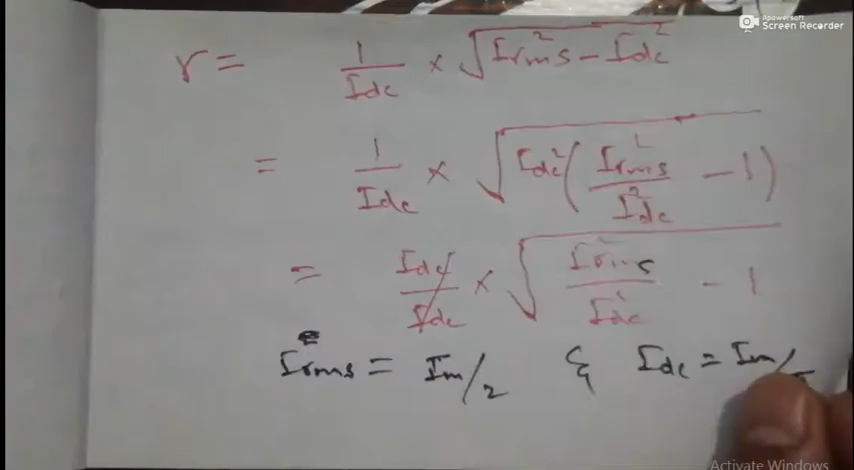 Apowersoft
Screen Recorder
r = 1/Idc × √(Irms² − Idc²)
= 1/Idc × √(Idc² (Irms²/Idc² − 1))
= Idc/Idc × √(Irms²/Idc² − 1)
Irms = Im/2 & Idc = Im/
Activate Windows